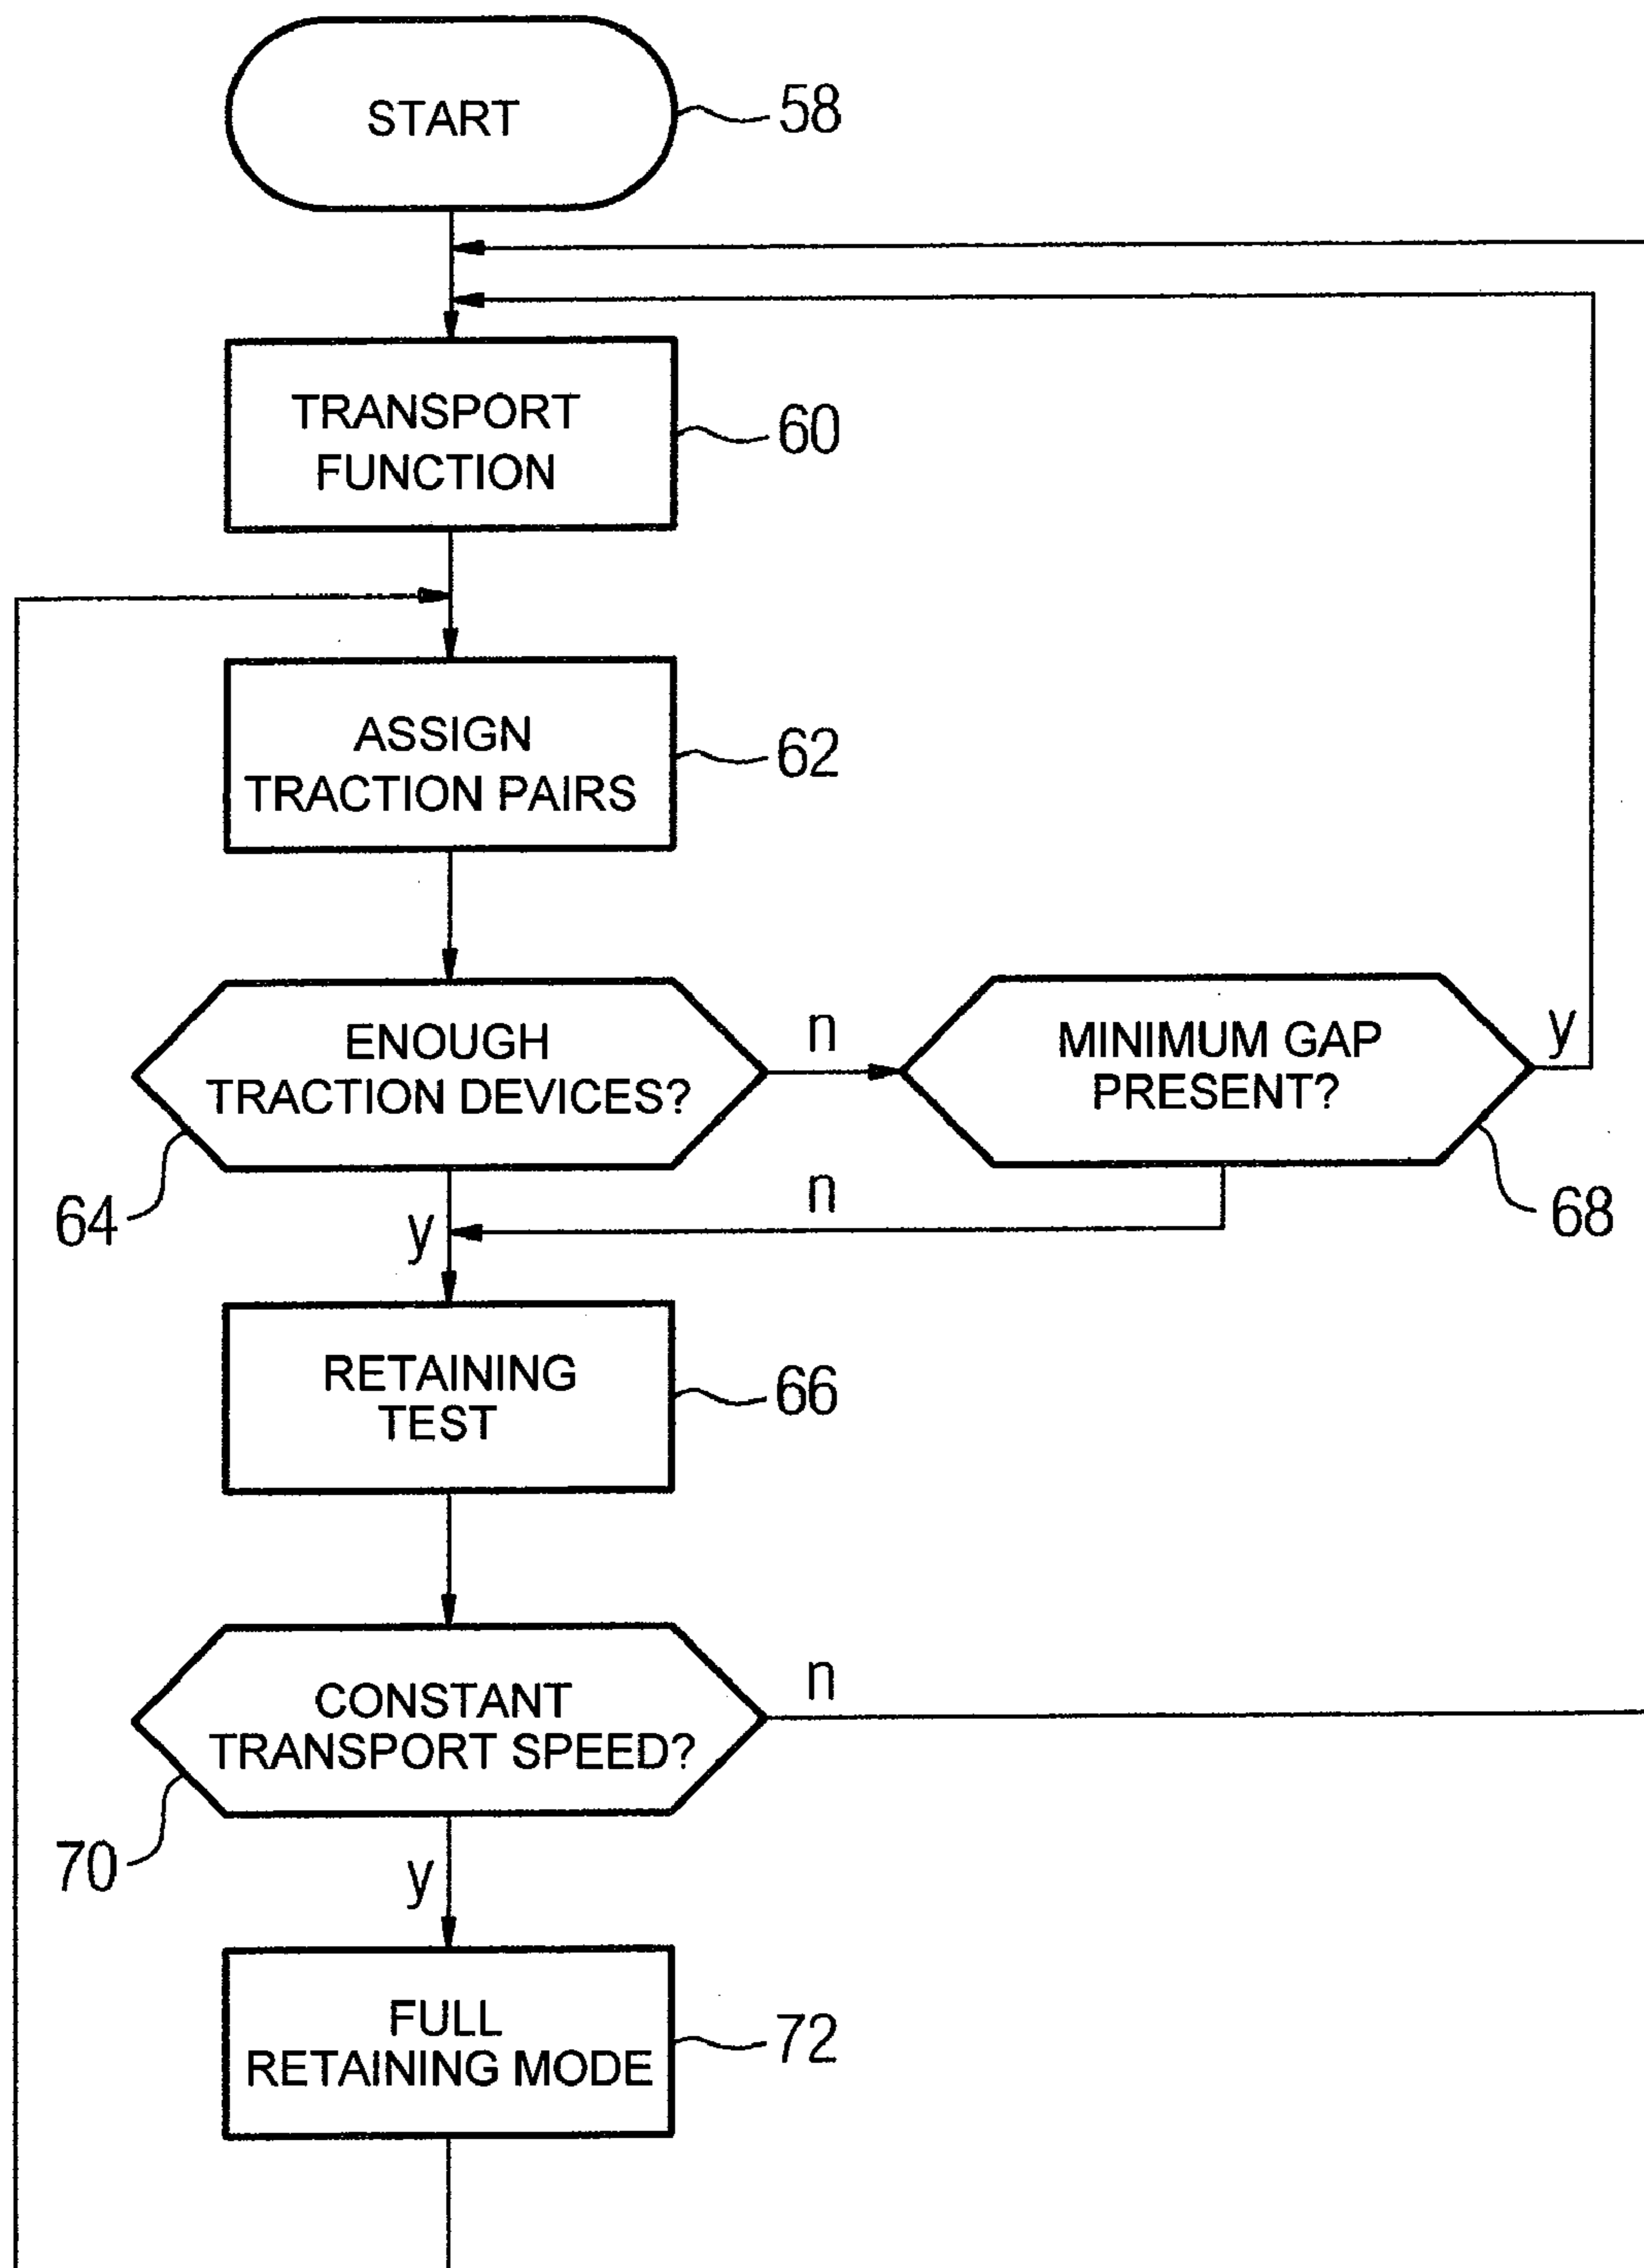 START
58
TRANSPORT
FUNCTION
60
ASSIGN
TRACTION PAIRS
62
ENOUGH
TRACTION DEVICES?
64
n
MINIMUM GAP
PRESENT?
y
68
n
y
RETAINING
TEST
66
CONSTANT
TRANSPORT SPEED?
n
70
y
FULL
RETAINING MODE
72